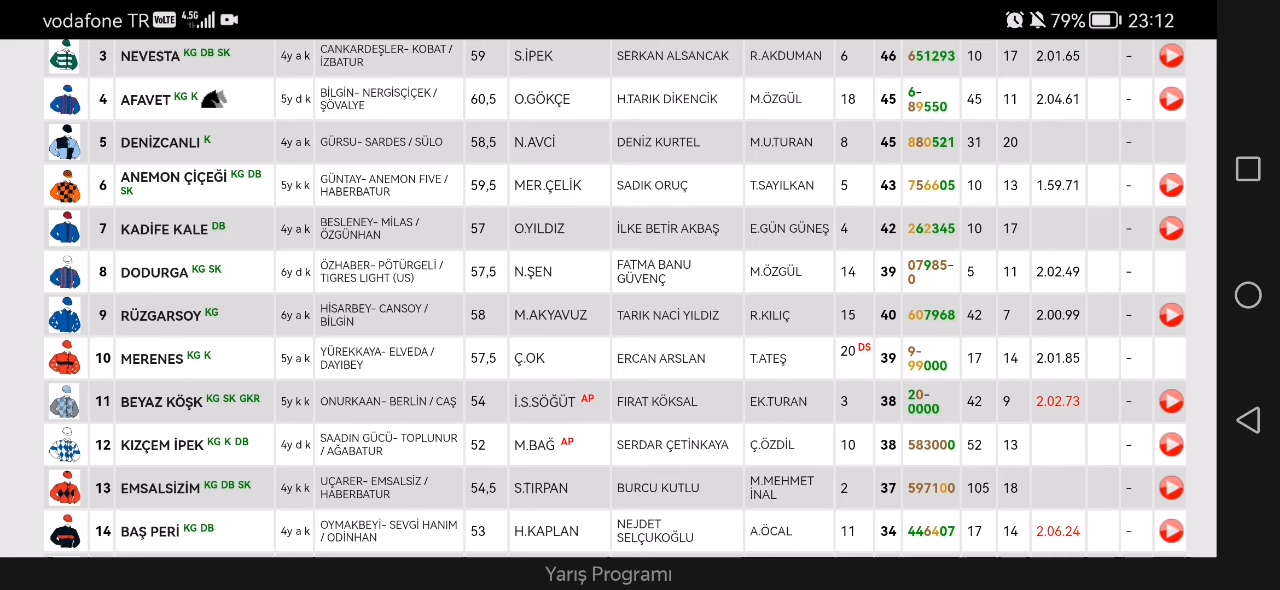 vodafone TR VoLTE 4.5G 79% 23:12
3 NEVESTA KG DB SK 4y a k CANKARDEŞLER- KOBAT / İZBATUR 59 S.İPEK SERKAN ALSANCAK R.AKDUMAN 6 46 651293 10 17 2.01.65 -
4 AFAVET KG K 5y d k BİLGİN- NERGİSÇİÇEK / ŞÖVALYE 60,5 O.GÖKÇE H.TARIK DİKENCİK M.ÖZGÜL 18 45 6-89550 45 11 2.04.61 -
5 DENİZCANLI K 4y a k GÜRSU- SARDES / SÜLO 58,5 N.AVCİ DENİZ KURTEL M.U.TURAN 8 45 880521 31 20 -
6 ANEMON ÇİÇEĞİ KG DB SK 5y k k GÜNTAY- ANEMON FIVE / HABERBATUR 59,5 MER.ÇELİK SADIK ORUÇ T.SAYILKAN 5 43 756605 10 13 1.59.71 -
7 KADİFE KALE DB 4y a k BESLENEY- MİLAS / ÖZGÜNHAN 57 O.YILDIZ İLKE BETİR AKBAŞ E.GÜN GÜNEŞ 4 42 262345 10 17 -
8 DODURGA KG SK 6y d k ÖZHABER- PÖTÜRGELİ / TIGRES LIGHT (US) 57,5 N.ŞEN FATMA BANU GÜVENÇ M.ÖZGÜL 14 39 07985-0 5 11 2.02.49 -
9 RÜZGARSOY KG 6y a k HİSARBEY- CANSOY / BİLGİN 58 M.AKYAVUZ TARIK NACİ YILDIZ R.KILIÇ 15 40 607968 42 7 2.00.99 -
10 MERENES KG K 5y a k YÜREKKAYA- ELVEDA / DAYIBEY 57,5 Ç.OK ERCAN ARSLAN T.ATEŞ 20 DS 39 9-99000 17 14 2.01.85 -
11 BEYAZ KÖŞK KG SK GKR 5y k k ONURKAAN- BERLİN / CAŞ 54 İ.S.SÖĞÜT AP FIRAT KÖKSAL EK.TURAN 3 38 20-0000 42 9 2.02.73 -
12 KIZÇEM İPEK KG K DB 4y d k SAADIN GÜCÜ- TOPLUNUR / AĞABATUR 52 M.BAĞ AP SERDAR ÇETİNKAYA Ç.ÖZDİL 10 38 583000 52 13 -
13 EMSALSİZİM KG DB SK 4y k k UÇARER- EMSALSİZ / HABERBATUR 54,5 S.TIRPAN BURCU KUTLU M.MEHMET İNAL 2 37 597100 105 18 -
14 BAŞ PERİ KG DB 4y a k OYMAKBEYİ- SEVGİ HANIM / ODİNHAN 53 H.KAPLAN NEJDET SELÇUKOĞLU A.ÖCAL 11 34 446407 17 14 2.06.24 -
Yarış Programı